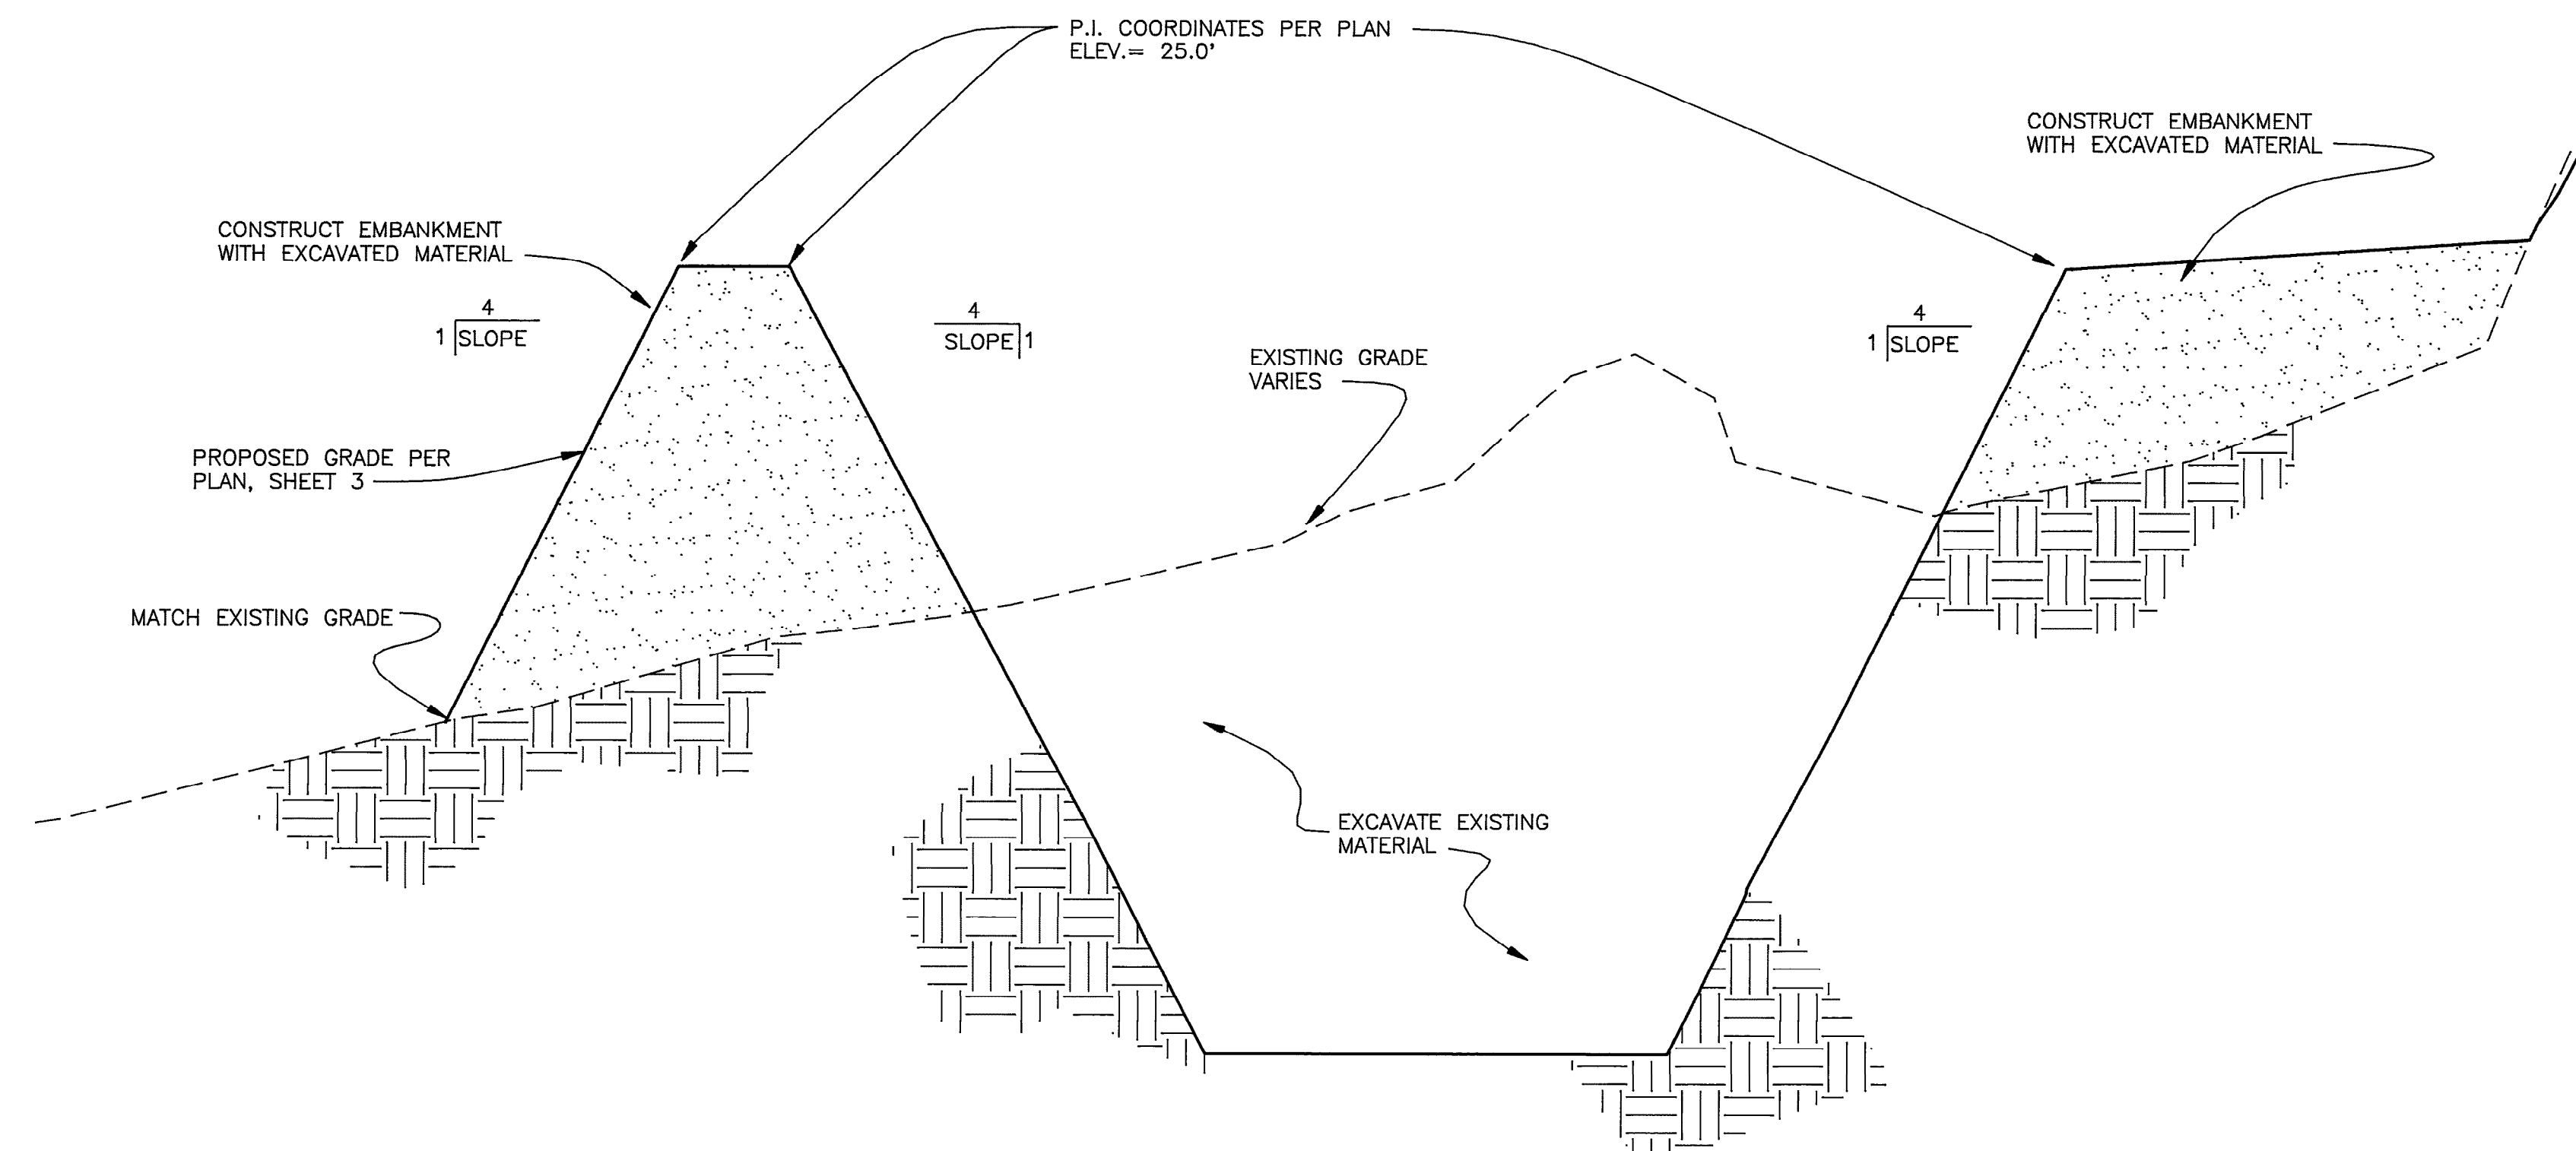 P.I. COORDINATES PER PLAN
ELEV.= 25.0'
CONSTRUCT EMBANKMENT
WITH EXCAVATED MATERIAL
CONSTRUCT EMBANKMENT
WITH EXCAVATED MATERIAL
4
1 SLOPE
4
SLOPE 1
4
1 SLOPE
EXISTING GRADE
VARIES
PROPOSED GRADE PER
PLAN, SHEET 3
MATCH EXISTING GRADE
EXCAVATE EXISTING
MATERIAL